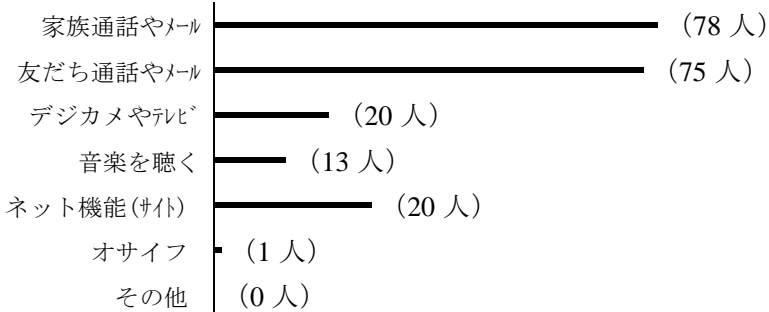 家族通話やﾒｰﾙ (78 人)
友だち通話やﾒｰﾙ (75 人)
デジカメやﾃﾚﾋﾞ (20 人)
音楽を聴く (13 人)
ネット機能(ｻｲﾄ) (20 人)
オサイフ (1 人)
その他 (0 人)